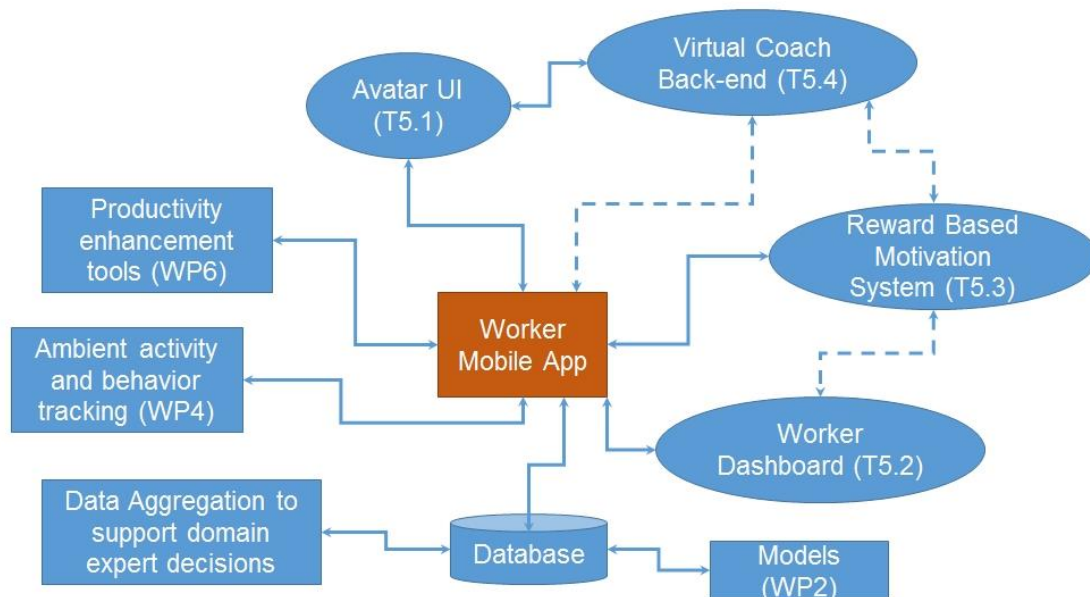 Virtual Coach
Back-end (T5.4)
Avatar UI
(T5.1)
Productivity
enhancement
tools (WP6)
Reward Based
Motivation
System (T5.3)
Worker
Mobile App
Ambient activity
and behavior
tracking (WP4)
Worker
Dashboard (T5.2)
Data Aggregation to
support domain
expert decisions
Database
Models
(WP2)